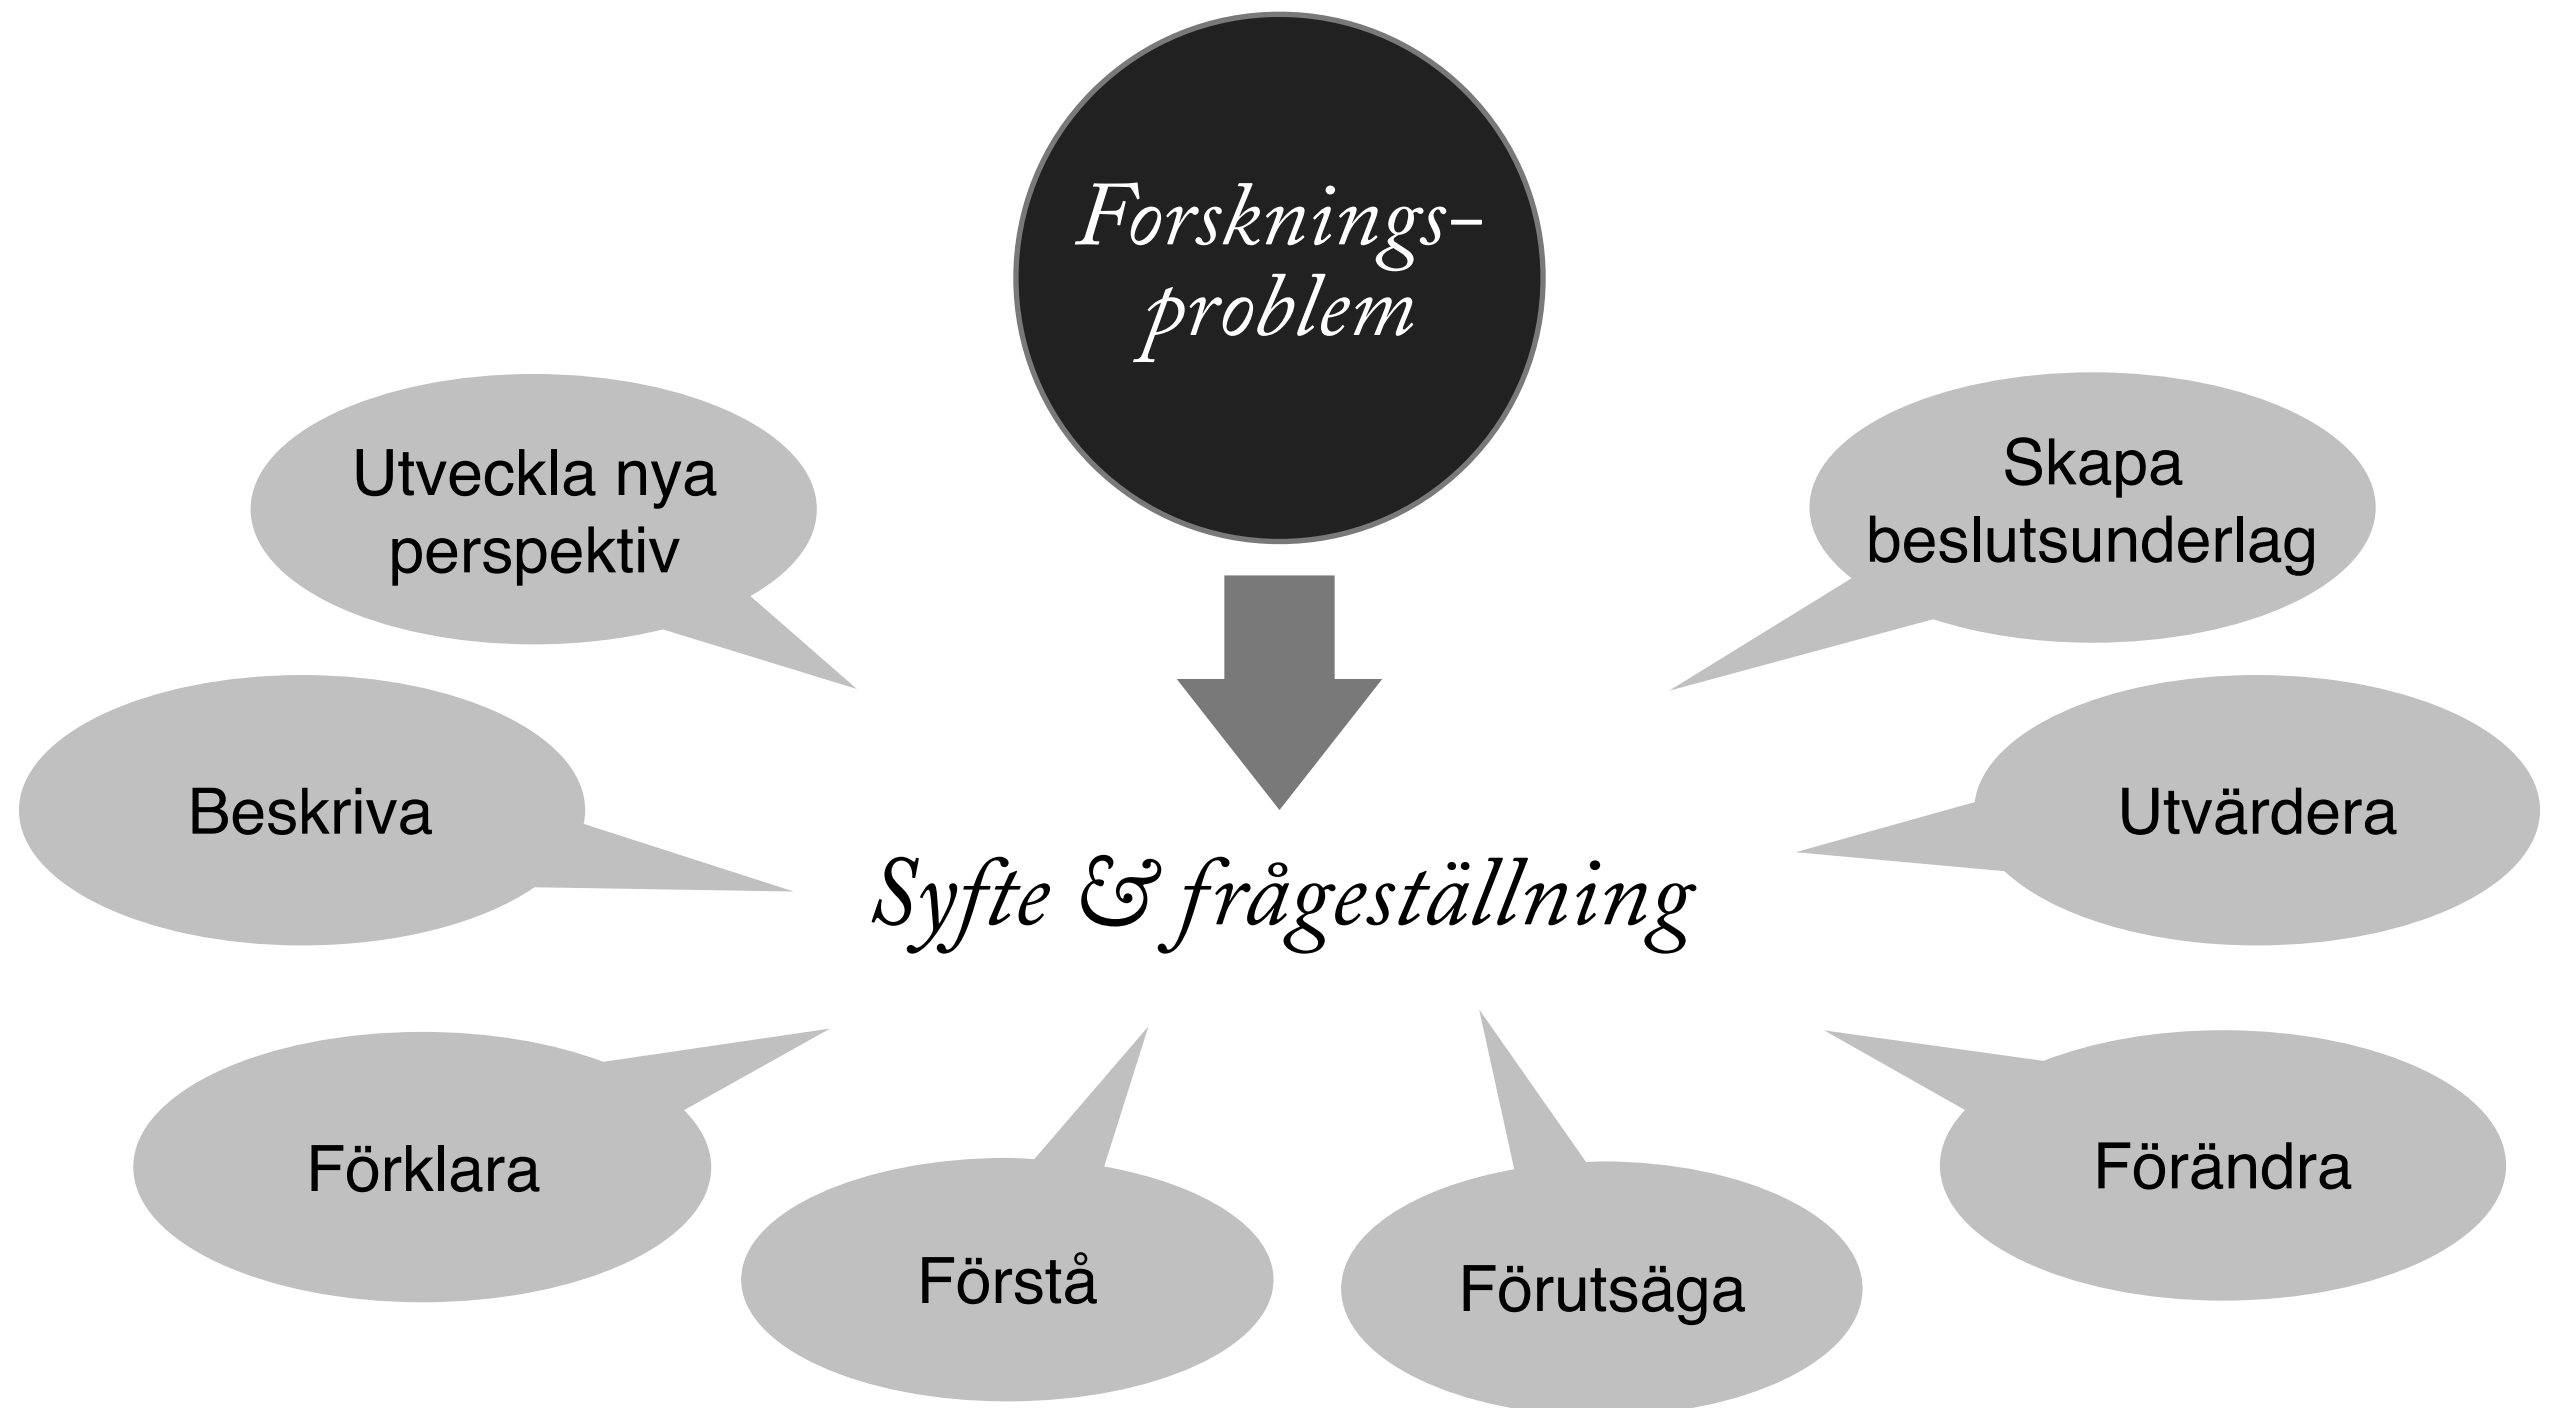 Forsknings-
problem
Utveckla nya
perspektiv
Skapa
beslutsunderlag
Beskriva
Utvärdera
Syfte & frågeställning
Förklara
Förändra
Förstå
Förutsäga